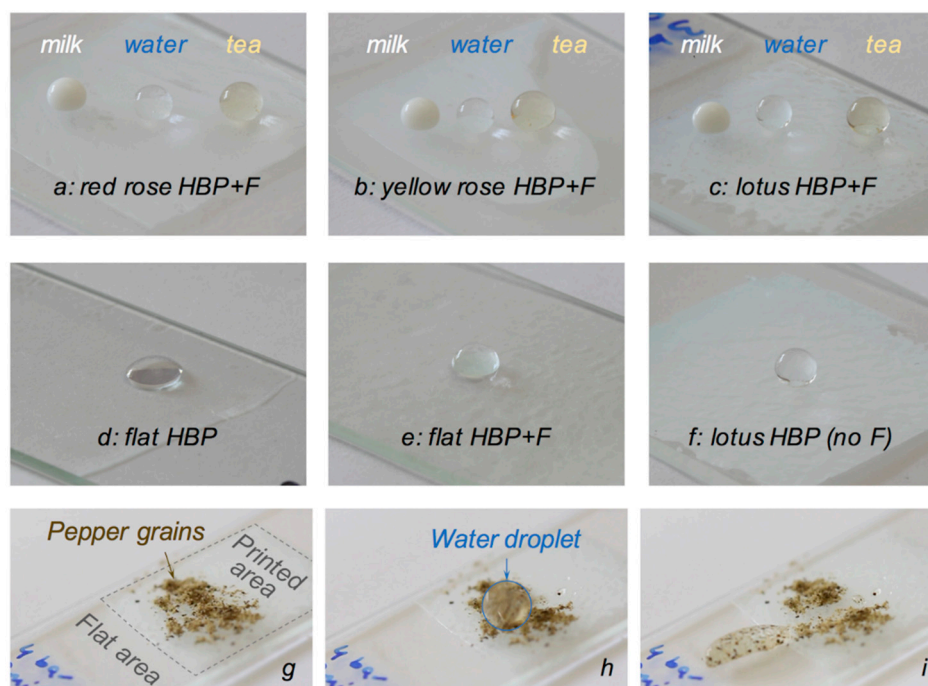 milk water tea
a: red rose HBP+F
milk water tea
b: yellow rose HBP+F
milk water tea
c: lotus HBP+F
d: flat HBP
e: flat HBP+F
f: lotus HBP (no F)
Pepper grains
Printed
area
Flat area
g
Water droplet
h
i